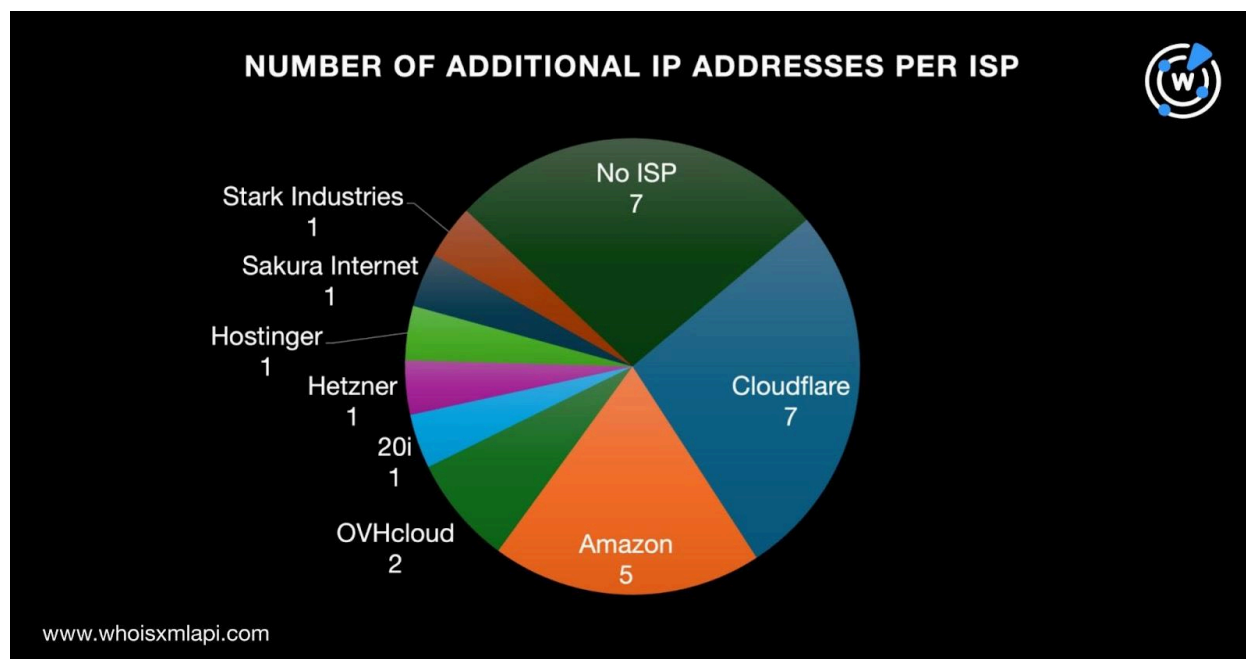 NUMBER OF ADDITIONAL IP ADDRESSES PER ISP
W
No ISP
7
Stark Industries
1
Sakura Internet
1
Hostinger
1
Hetzner
1
20i
1
OVHcloud
2
Amazon
5
Cloudflare
7
www.whoisxmlapi.com